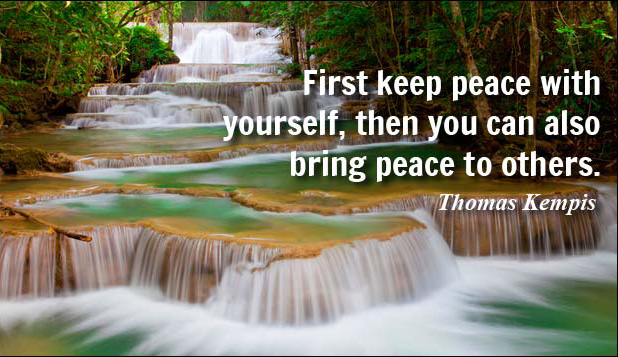 First keep peace with
yourself, then you can also
bring peace to others.
Thomas Kempis